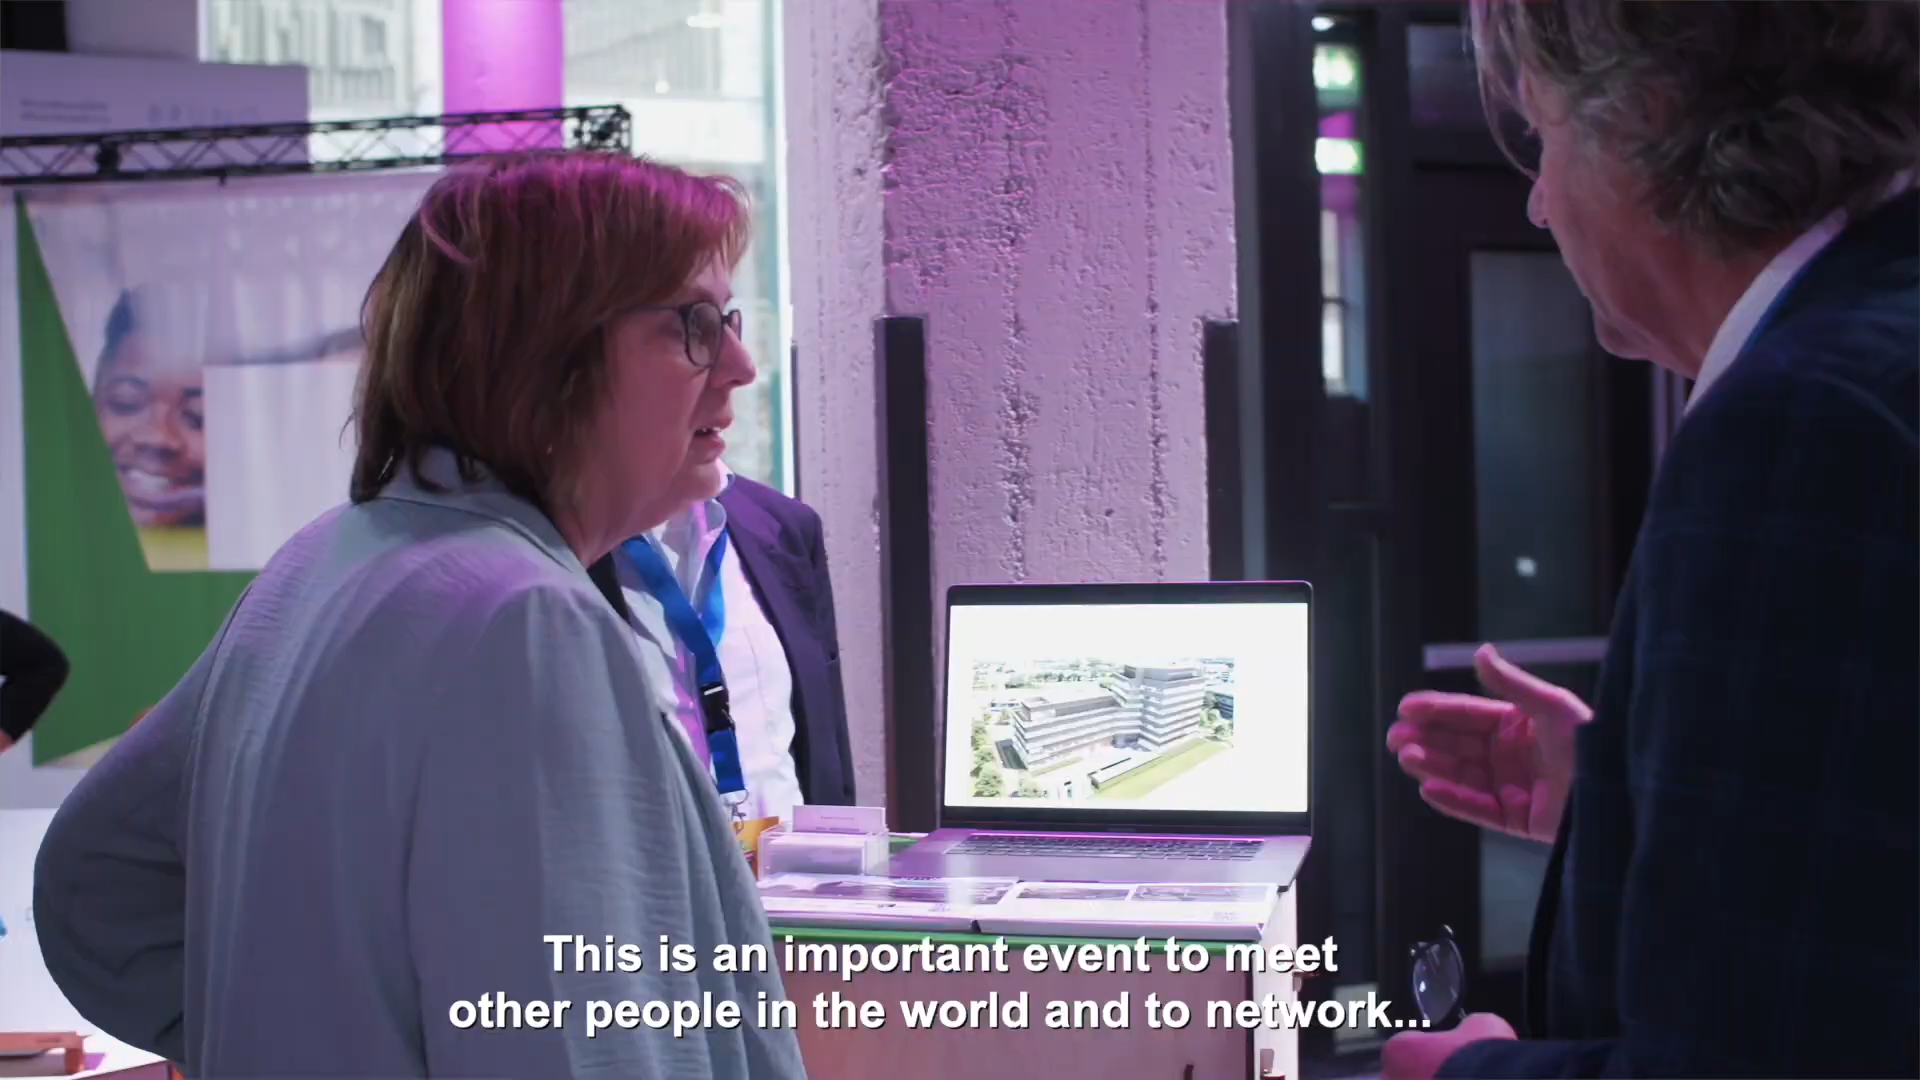 This is an important event to meet
other people in the world and to network...